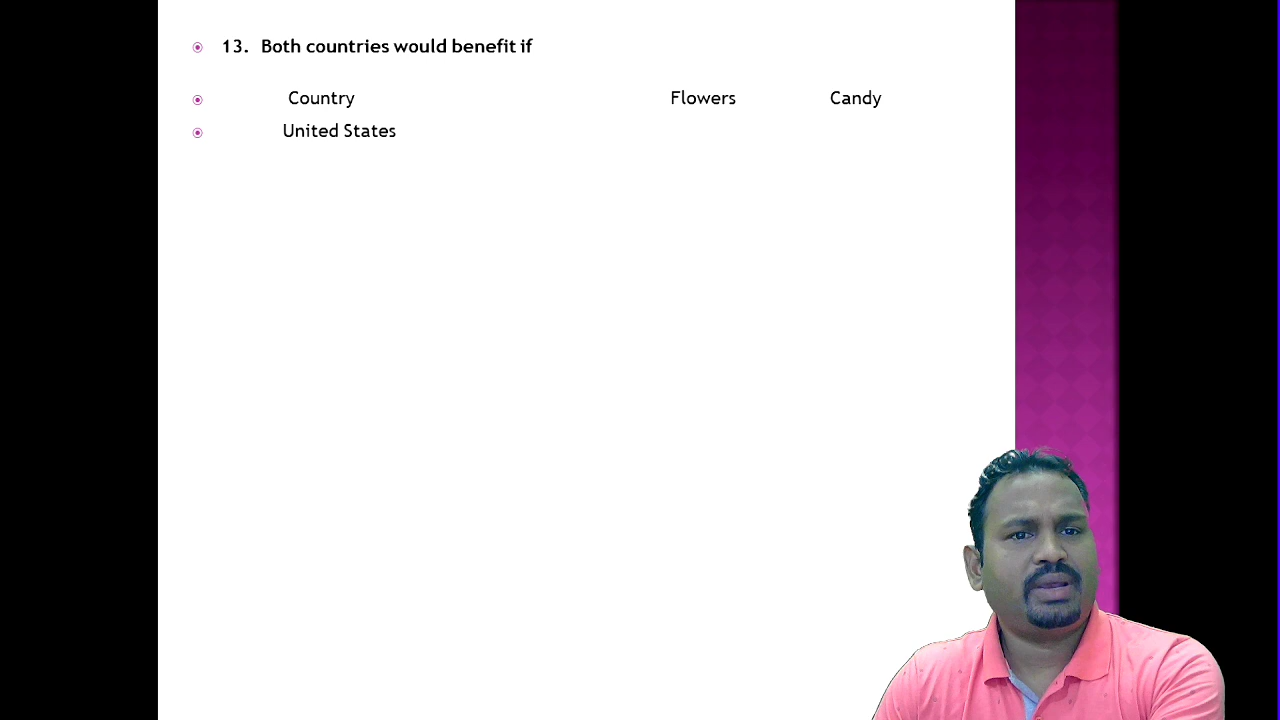 13. Both countries would benefit if
Country Flowers Candy
United States